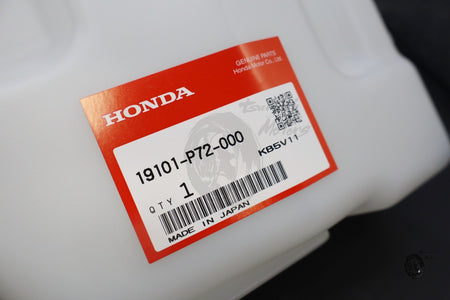 GENUINE PARTS
Honda Motor Co., Ltd.
HONDA
19101-P72-000
KB5V11
QTY 1
MADE IN JAPAN